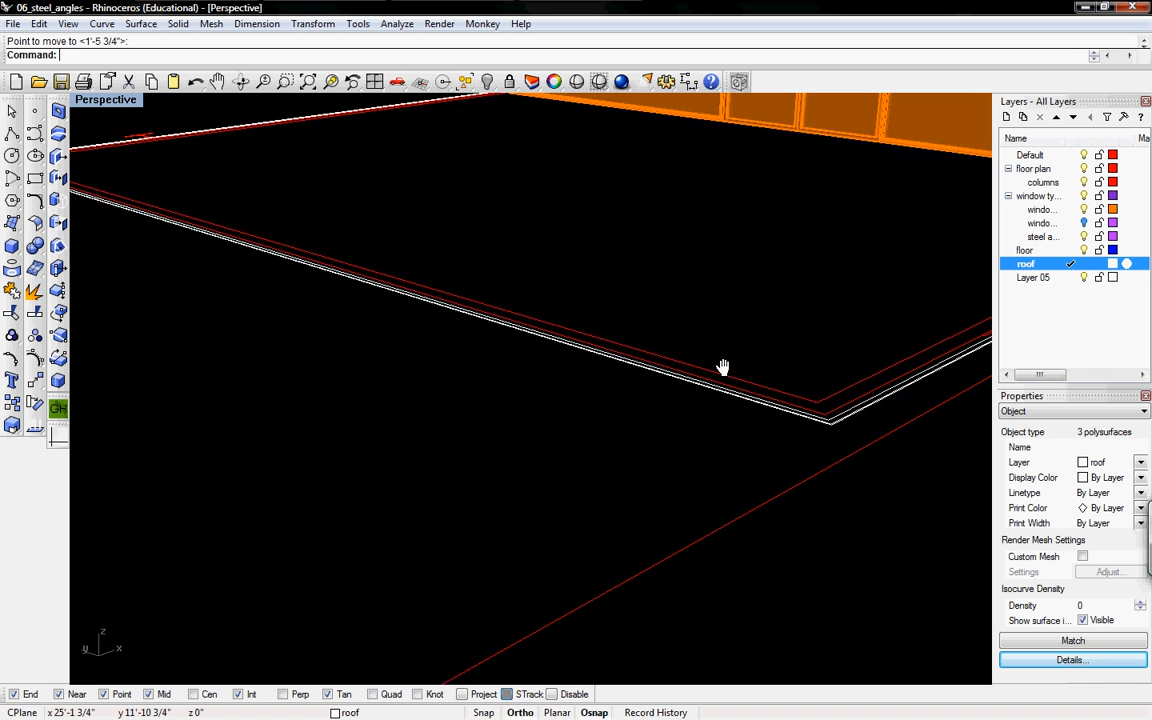 06_steel_angles - Rhinoceros (Educational) - [Perspective]
File Edit View Curve Surface Solid Mesh Dimension Transform Tools Analyze Render Monkey Help
Point to move to <1'-5 3/4">:
Command:
Perspective
Layers - All Layers
Name Ma
Default
floor plan
columns
window ty...
windo...
windo...
steel a...
floor
roof
Layer 05
Properties
Object
Object type 3 polysurfaces
Name
Layer roof
Display Color By Layer
Linetype By Layer
Print Color By Layer
Print Width By Layer
Render Mesh Settings
Custom Mesh
Settings Adjust...
Isocurve Density
Density 0
Show surface i... Visible
Match
Details...
GH
z
y x
End Near Point Mid Cen Int Perp Tan Quad Knot Project STrack Disable
CPlane x 25'-1 3/4" y 11'-10 3/4" z 0" roof Snap Ortho Planar Osnap Record History